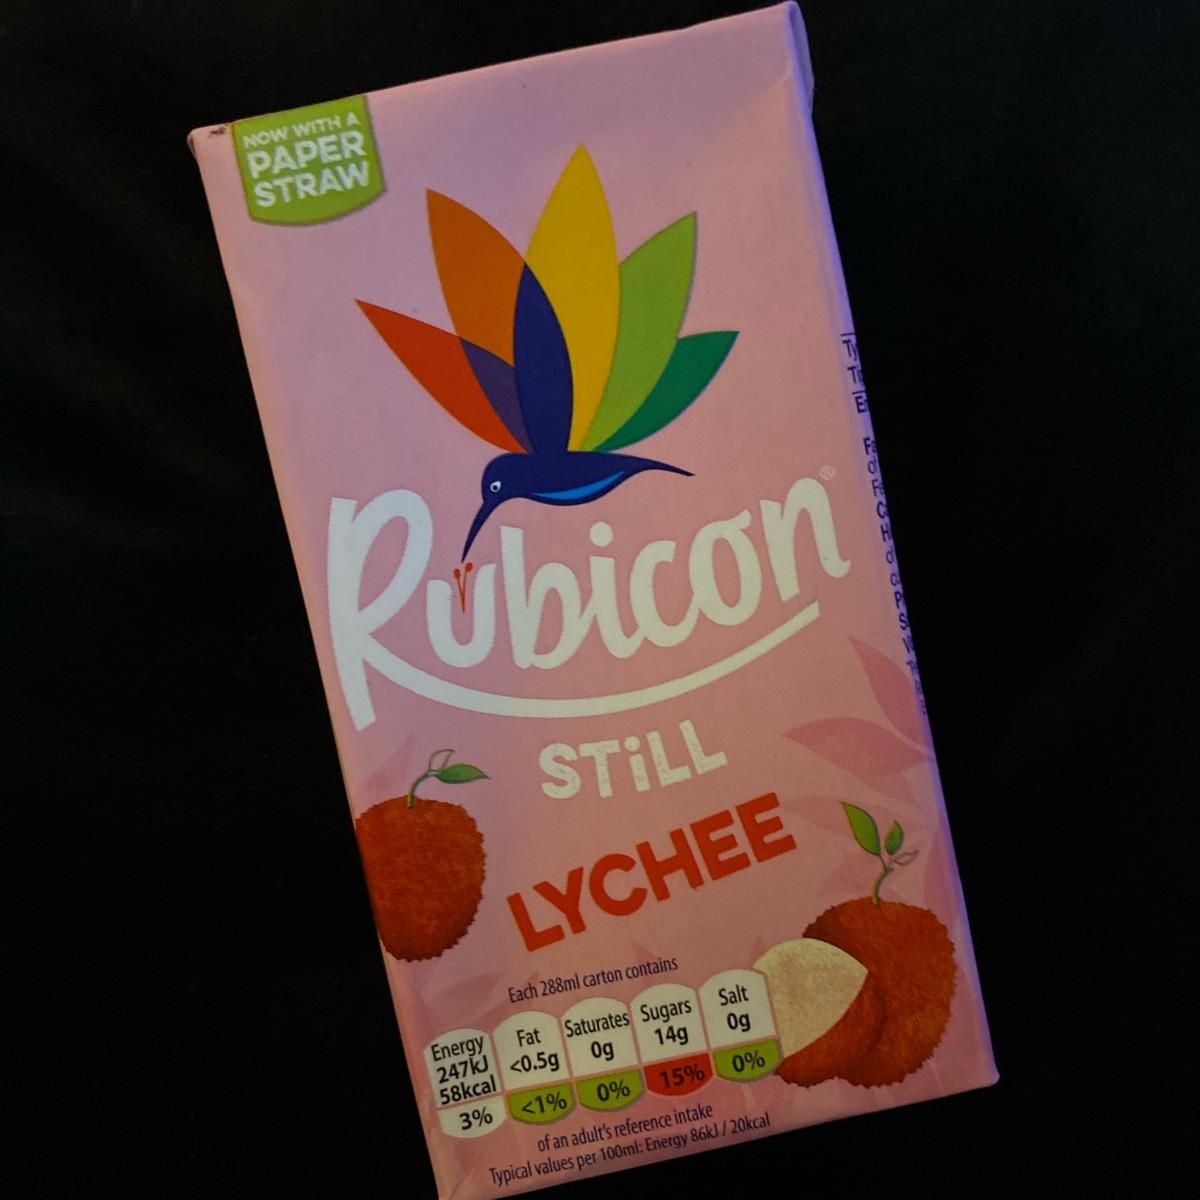 NOW WITH A
PAPER
STRAW
Rubicon®
STiLL
LYCHEE
Each 288ml carton contains
Energy
247kJ
58kcal
3%
Fat
<0.5g
<1%
Saturates
0g
0%
Sugars
14g
15%
Salt
0g
0%
of an adult's reference intake
Typical values per 100ml: Energy 86kJ / 20kcal